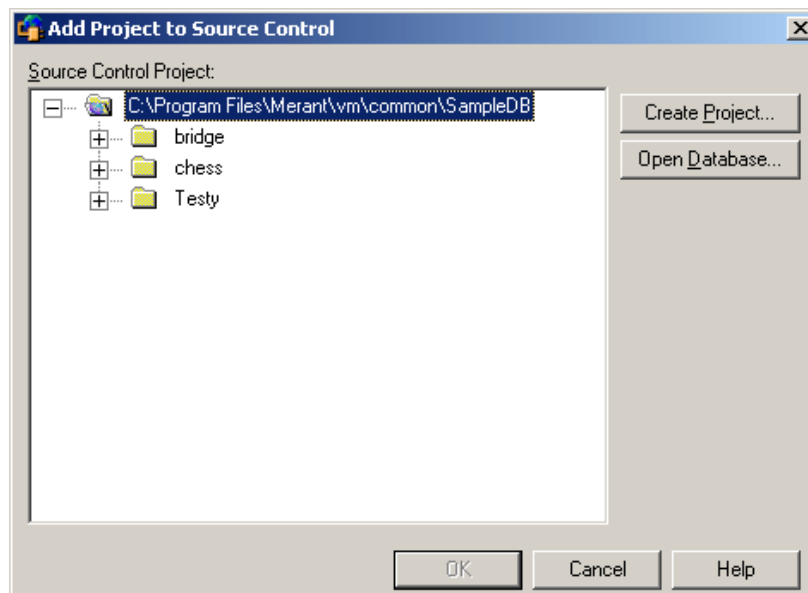 Add Project to Source Control
Source Control Project:
C:\Program Files\Merant\vm\common\SampleDB
bridge
chess
Testy
Create Project...
Open Database...
OK
Cancel
Help